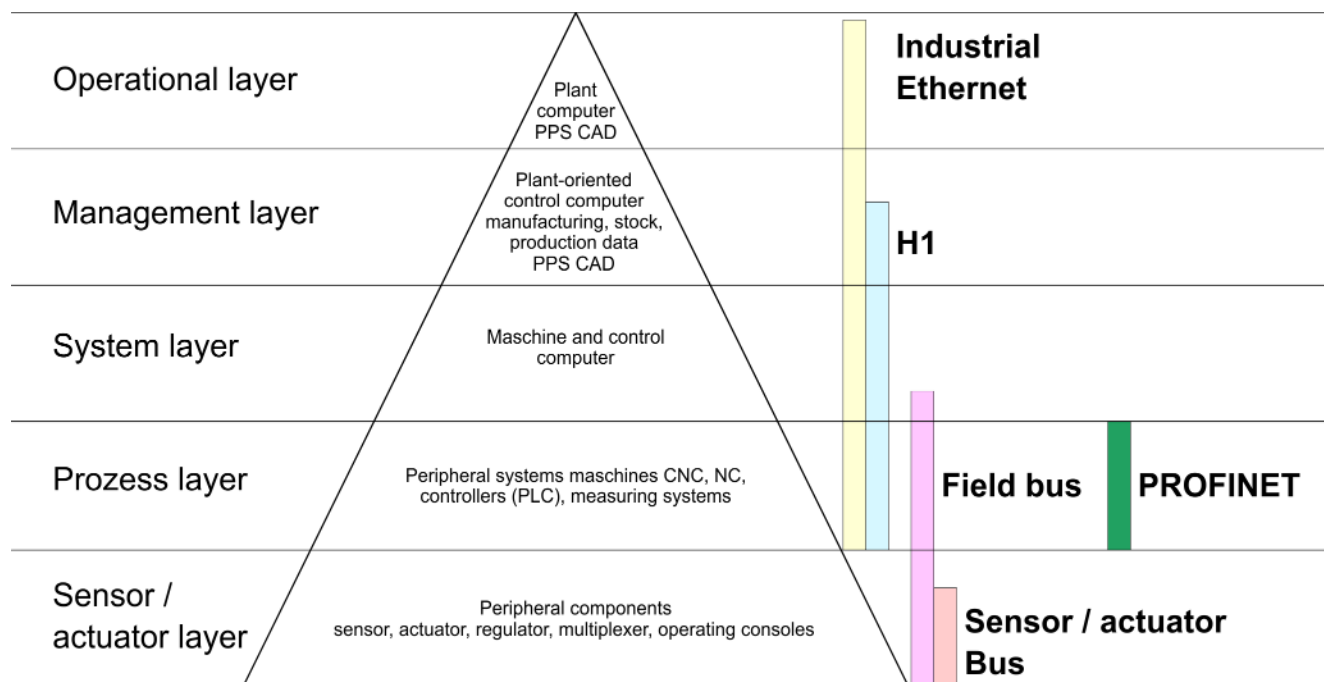 Operational layer
Plant
computer
PPS CAD
Industrial
Ethernet
Management layer
Plant-oriented
control computer
manufacturing, stock,
production data
PPS CAD
H1
System layer
Maschine and control
computer
Prozess layer
Peripheral systems maschines CNC, NC,
controllers (PLC), measuring systems
Field bus
PROFINET
Sensor /
actuator layer
Peripheral components
sensor, actuator, regulator, multiplexer, operating consoles
Sensor / actuator
Bus